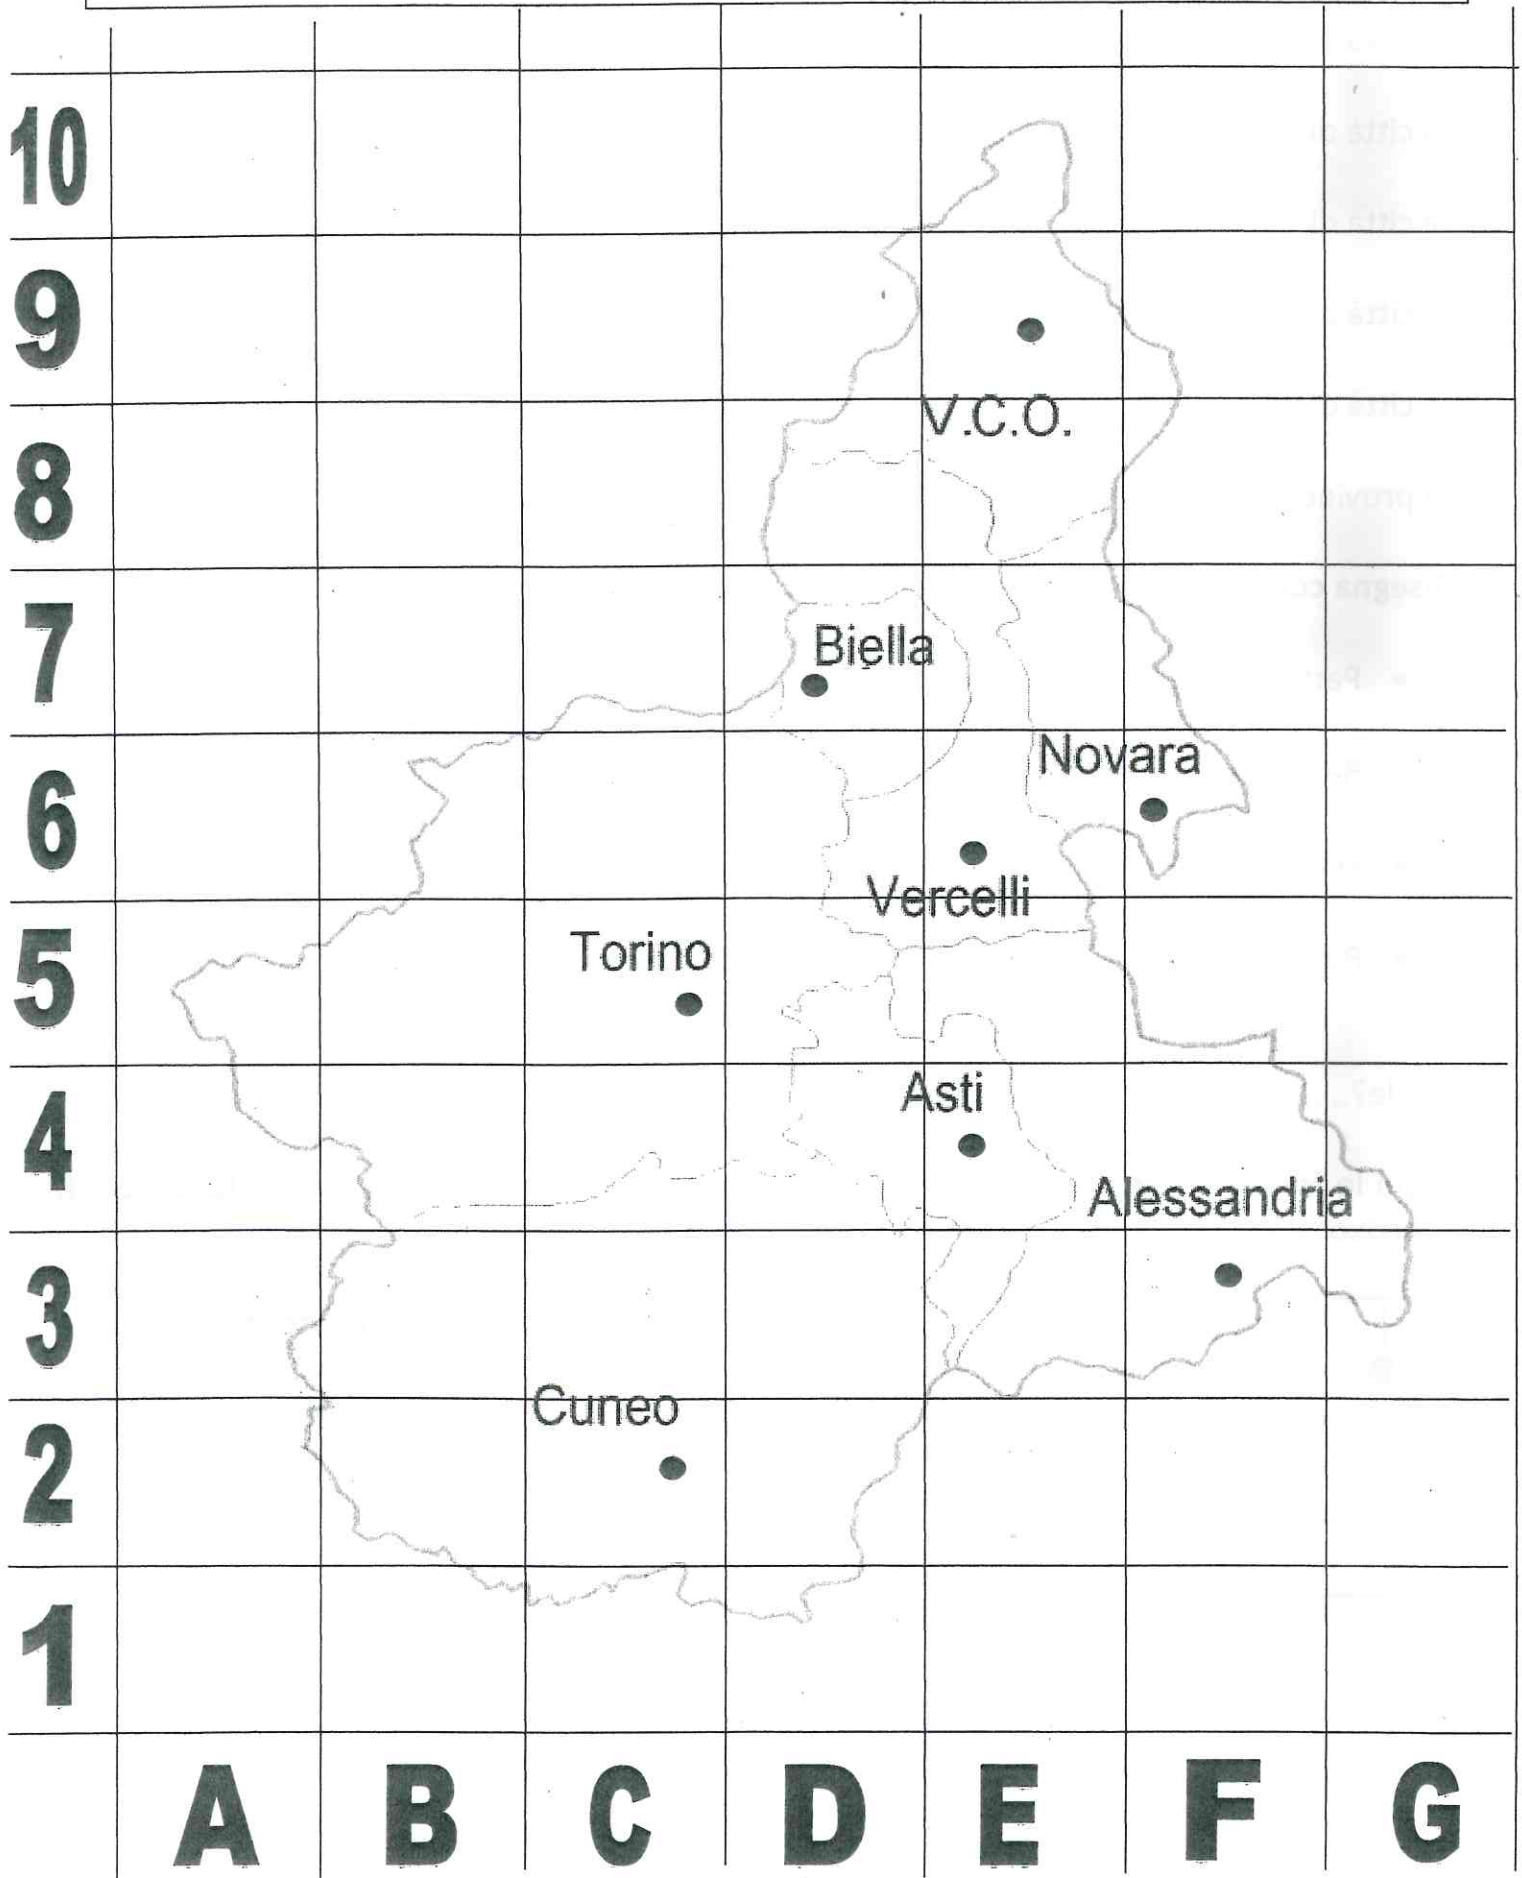 10
9
V.C.O.
8
7
Biella
Novara
6
Vercelli
5
Torino
Asti
4
Alessandria
3
Cuneo
2
1
A B C D E F G